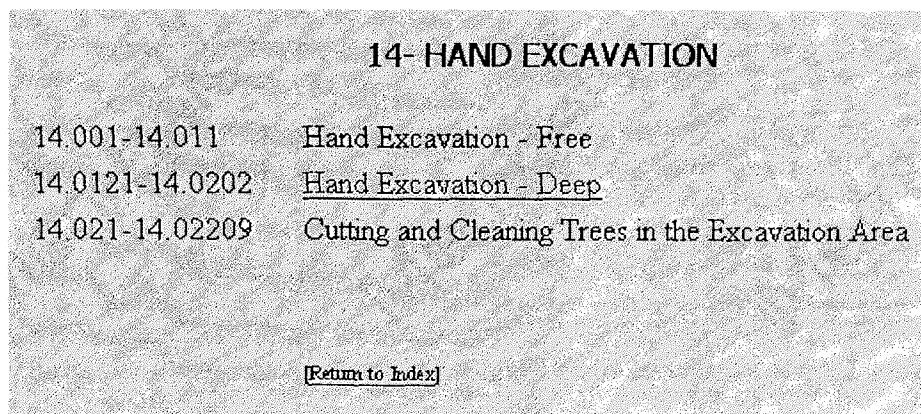 14- HAND EXCAVATION
14.001-14.011 Hand Excavation - Free
14.0121-14.0202 Hand Excavation - Deep
14.021-14.02209 Cutting and Cleaning Trees in the Excavation Area
[Return to Index]